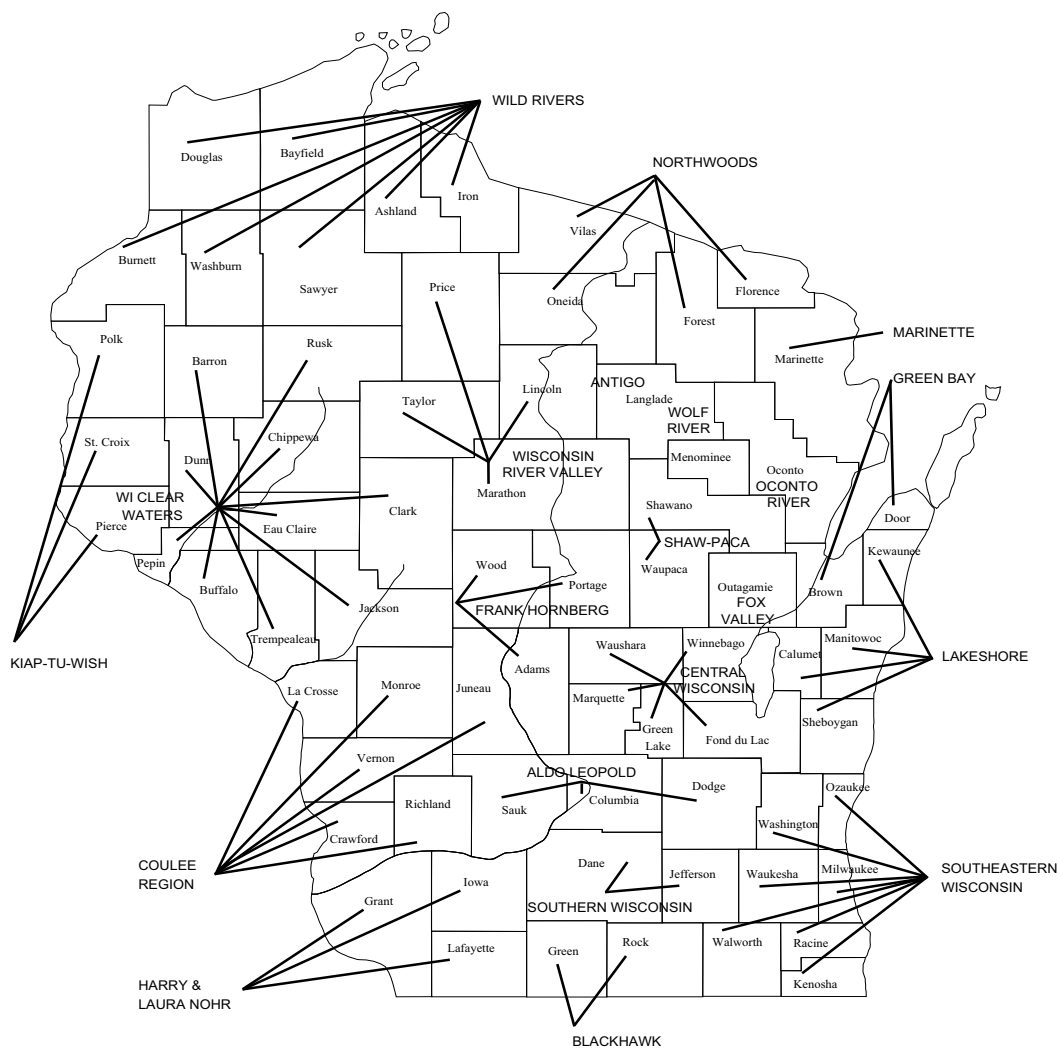 WILD RIVERS
Douglas
Bayfield
NORTHWOODS
Iron
Ashland
Vilas
Burnett
Washburn
Sawyer
Price
Oneida
Florence
Forest
MARINETTE
Polk
Barron
Rusk
Marinette
GREEN BAY
ANTIGO
Lincoln
Langlade
Taylor
WOLF
RIVER
St. Croix
Chippewa
WISCONSIN
RIVER VALLEY
Menominee
Dunn
Oconto
OCONTO
RIVER
Marathon
WI CLEAR
WATERS
Shawano
Clark
Door
Pierce
Eau Claire
SHAW-PACA
Kewaunee
Pepin
Waupaca
Wood
Portage
Buffalo
Outagamie
Brown
FOX
VALLEY
Jackson
FRANK HORNBERG
Trempealeau
Manitowoc
Waushara
Winnebago
Calumet
LAKESHORE
KIAP-TU-WISH
Adams
CENTRAL
WISCONSIN
La Crosse
Monroe
Juneau
Marquette
Sheboygan
Green
Lake
Fond du Lac
Vernon
ALDO LEOPOLD
Dodge
Ozaukee
Richland
Sauk
Columbia
Washington
Crawford
COULEE
REGION
Dane
Jefferson
Waukesha
Milwaukee
SOUTHEASTERN
WISCONSIN
Iowa
Grant
SOUTHERN WISCONSIN
Lafayette
Green
Rock
Walworth
Racine
HARRY &
LAURA NOHR
Kenosha
BLACKHAWK